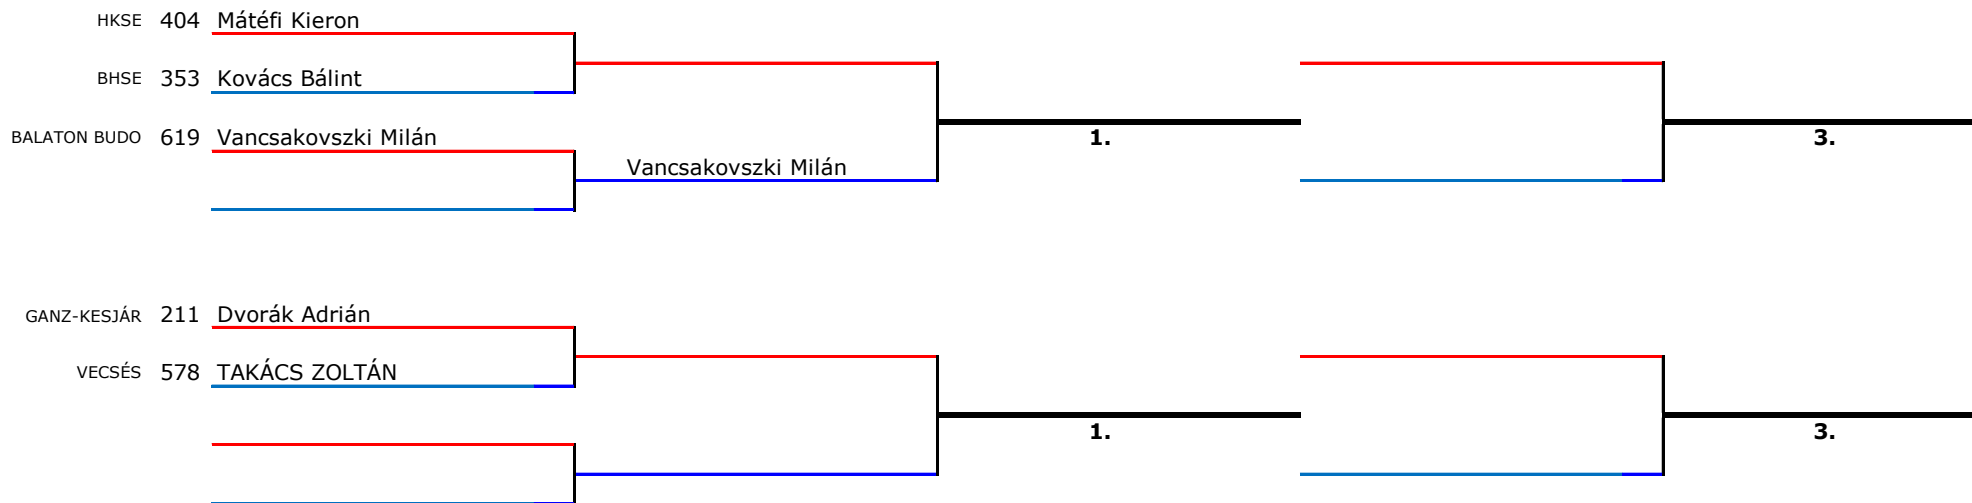 HKSE 404 Mátéfi Kieron
BHSE 353 Kovács Bálint
BALATON BUDO 619 Vancsakovszki Milán
1.
3.
Vancsakovszki Milán
GANZ-KESJÁR 211 Dvorák Adrián
VECSÉS 578 TAKÁCS ZOLTÁN
1.
3.